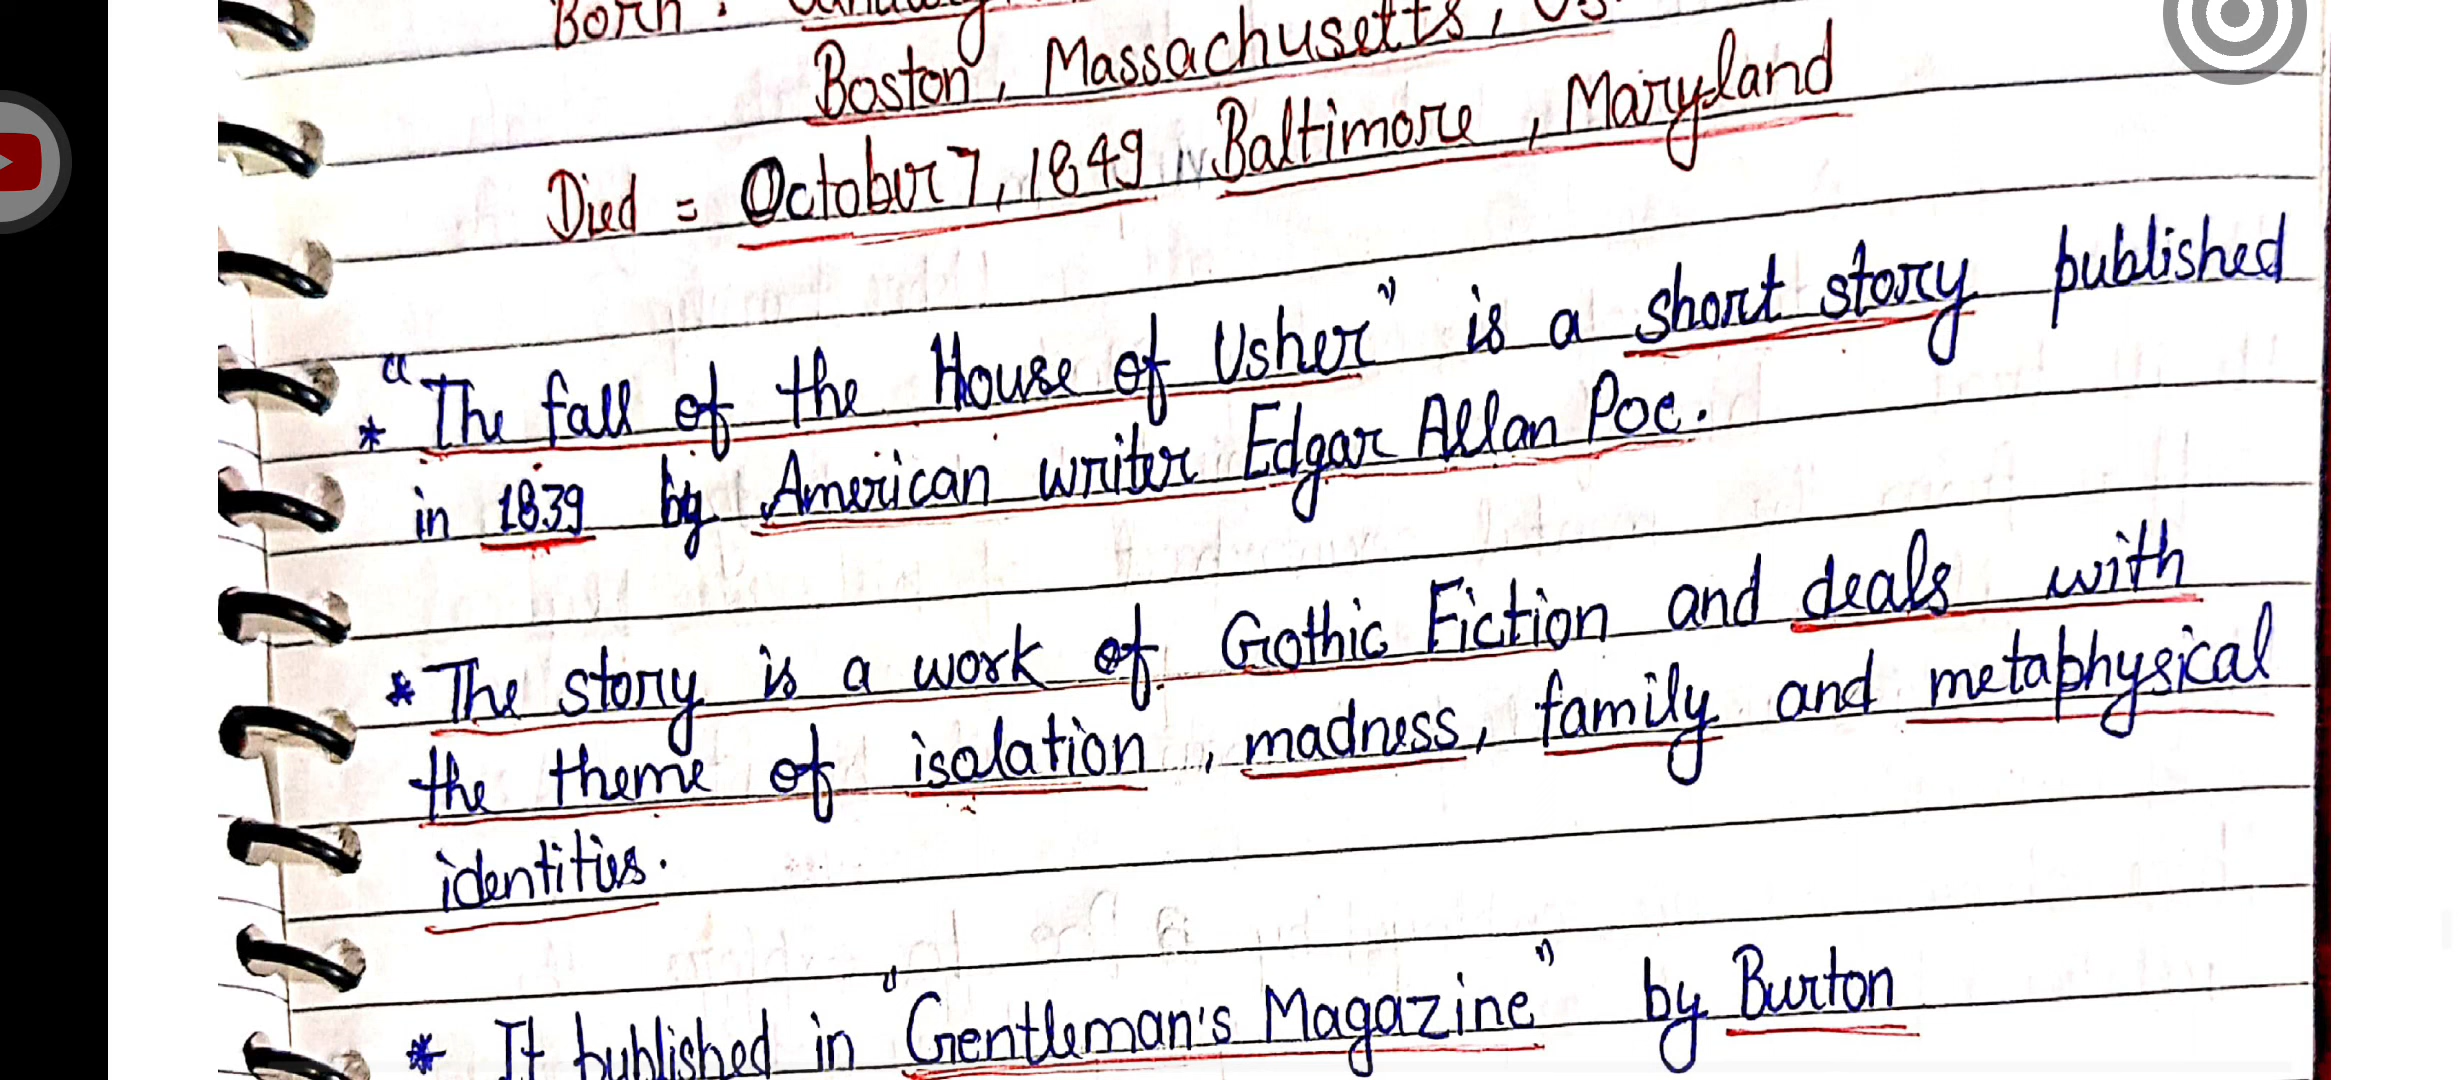 Born :
Boston, Massachusetts,
Died = October 7, 1849 Baltimore, Maryland
* "The fall of the House of Usher" is a short story published
in 1839 by American writer Edgar Allan Poe.
* The story is a work of Gothic Fiction and deals with
the theme of isolation, madness, family and metaphysical
identities.
* It published in "Gentleman's Magazine" by Burton